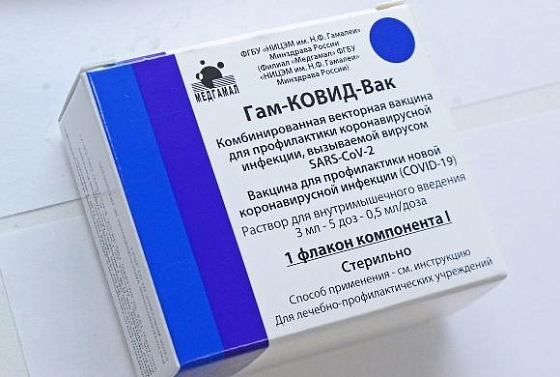 МЕДГАМАЛ
ФГБУ «НИЦЭМ им. Н.Ф. Гамалеи»
Минздрава России
(Филиал «Медгамал» ФГБУ
«НИЦЭМ им. Н.Ф. Гамалеи»
Минздрава России)
Гам-КОВИД-Вак
Комбинированная векторная вакцина
для профилактики коронавирусной
инфекции, вызываемой вирусом
SARS-CoV-2
Вакцина для профилактики новой
коронавирусной инфекции (COVID-19)
Раствор для внутримышечного введения
3 мл - 5 доз - 0,5 мл/доза
1 флакон компонента I
Стерильно
Способ применения - см. инструкцию
Для лечебно-профилактических учреждений